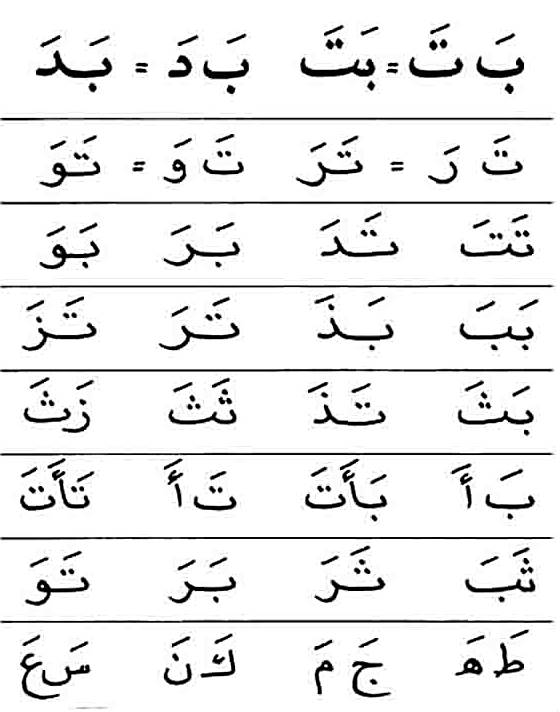 بَ تَ = بَتَ بَ دَ = بَدَ
تَ رَ = تَرَ تَ وَ = تَوَ
تَتَ تَدَ بَرَ بَوَ
بَبَ بَذَ تَرَ تَزَ
بَثَ تَذَ ثَثَ زَثَ
بَ أَ بَأَتَ تَ أَ تَأَتَ
ثَبَ ثَرَ بَرَ تَوَ
طَ هَ جَ مَ كَ نَ سَ عَ